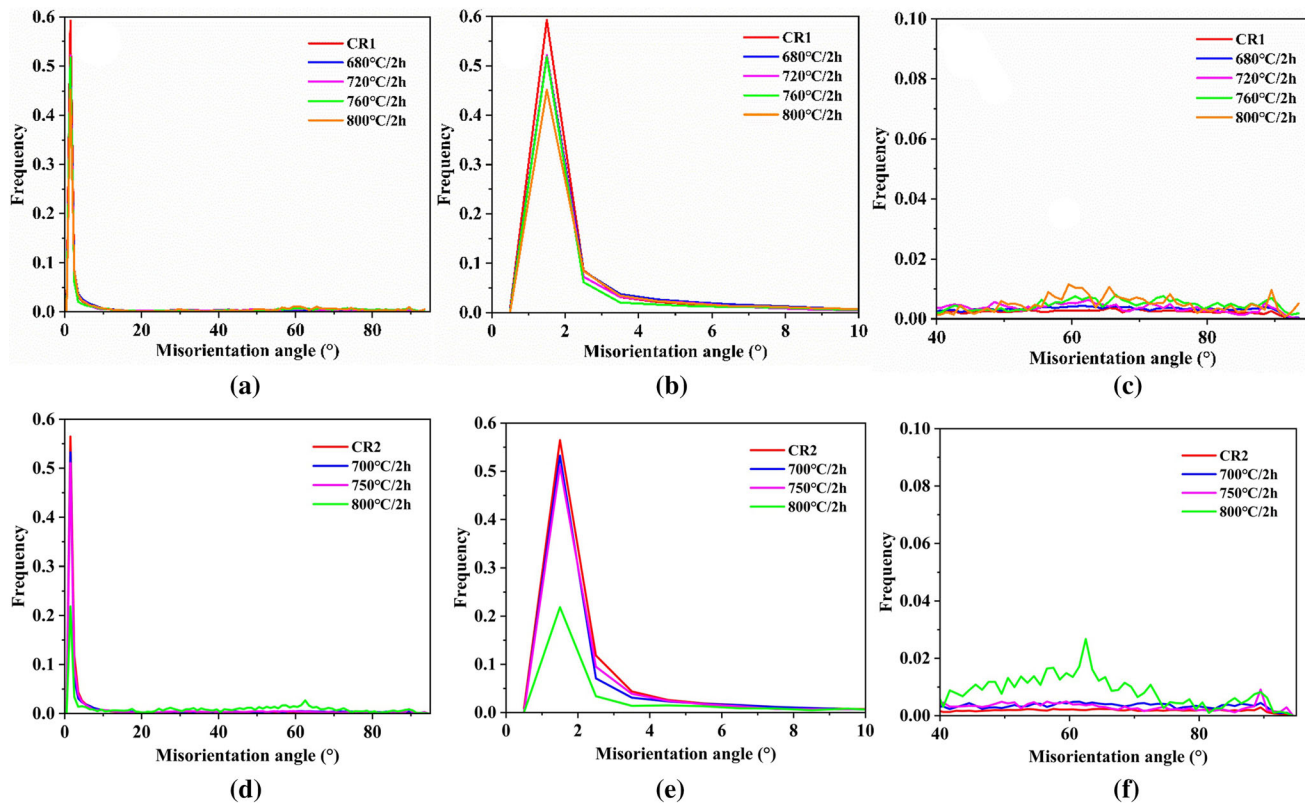 0.6
0.5
0.4
0.3
0.2
0.1
0.0
Frequency
CR1
680°C/2h
720°C/2h
760°C/2h
800°C/2h
0 20 40 60 80
Misorientation angle (°)
(a)
0.6
0.5
0.4
0.3
0.2
0.1
0.0
Frequency
CR1
680°C/2h
720°C/2h
760°C/2h
800°C/2h
0 2 4 6 8 10
Misorientation angle (°)
(b)
0.10
0.08
0.06
0.04
0.02
0.00
Frequency
CR1
680°C/2h
720°C/2h
760°C/2h
800°C/2h
40 60 80
Misorientation angle (°)
(c)
0.6
0.5
0.4
0.3
0.2
0.1
0.0
Frequency
CR2
700°C/2h
750°C/2h
800°C/2h
0 20 40 60 80
Misorientation angle (°)
(d)
0.6
0.5
0.4
0.3
0.2
0.1
0.0
Frequency
CR2
700°C/2h
750°C/2h
800°C/2h
0 2 4 6 8 10
Misorientation angle (°)
(e)
0.10
0.08
0.06
0.04
0.02
0.00
Frequency
CR2
700°C/2h
750°C/2h
800°C/2h
40 60 80
Misorientation angle (°)
(f)